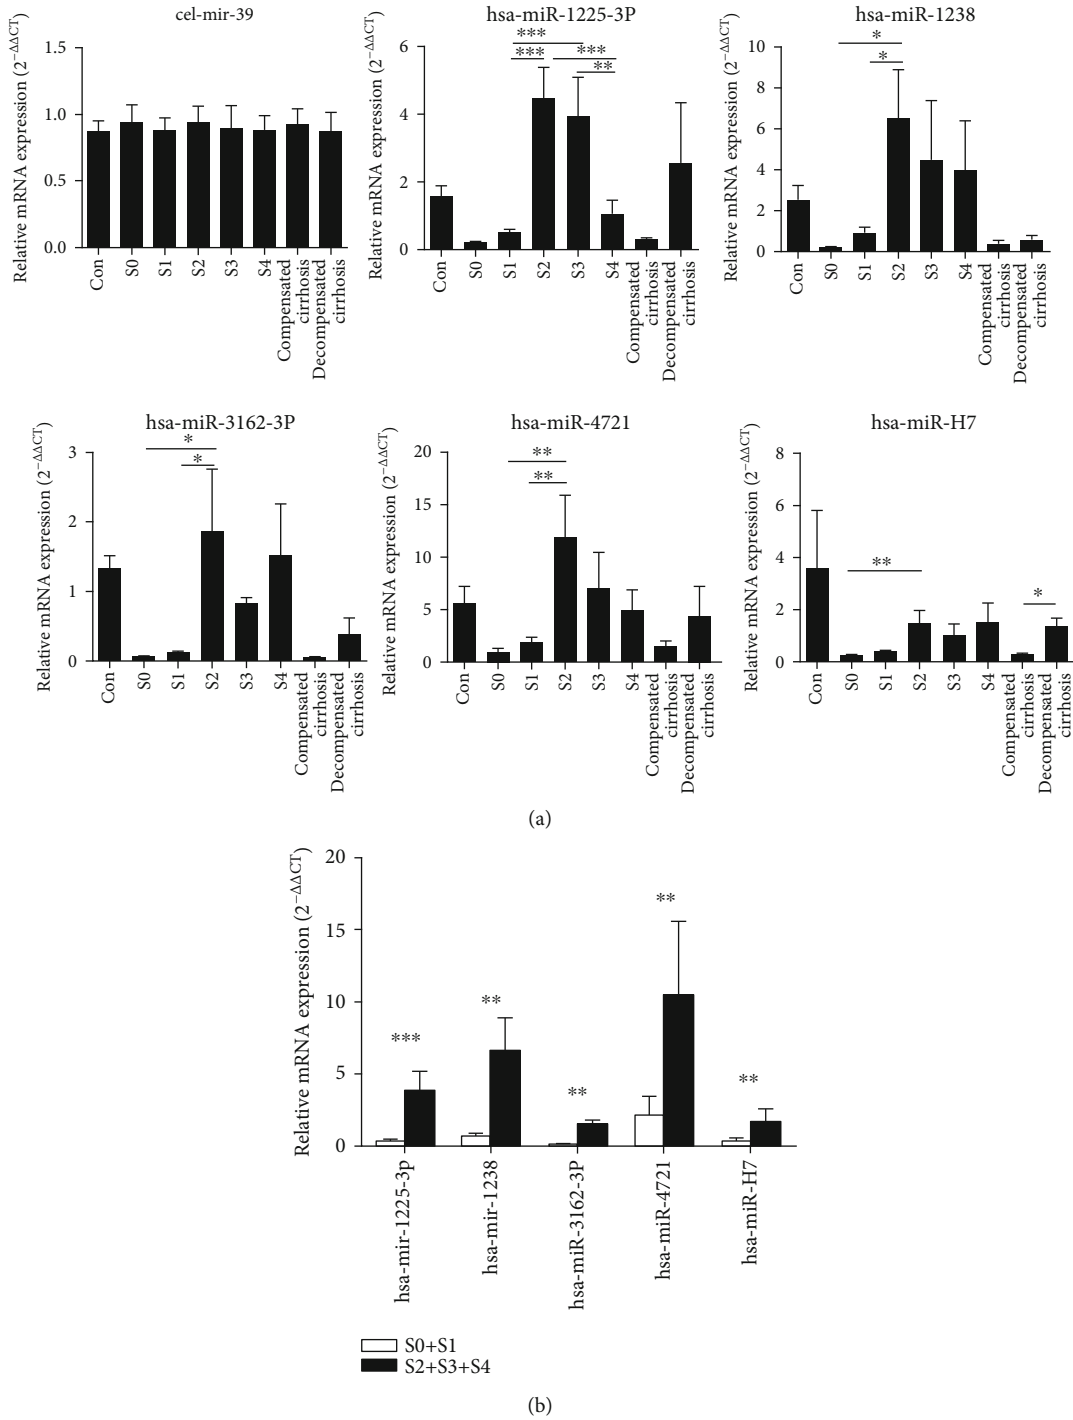 cel-mir-39
Relative mRNA expression (2−ΔΔCT)
1.5
1.0
0.5
0.0
Con
S0
S1
S2
S3
S4
Compensated
cirrhosis
Decompensated
cirrhosis
hsa-miR-1225-3P
Relative mRNA expression (2−ΔΔCT)
6
4
2
0
***
***
***
**
Con
S0
S1
S2
S3
S4
Compensated
cirrhosis
Decompensated
cirrhosis
hsa-miR-1238
Relative mRNA expression (2−ΔΔCT)
10
8
6
4
2
0
*
*
Con
S0
S1
S2
S3
S4
Compensated
cirrhosis
Decompensated
cirrhosis
hsa-miR-3162-3P
Relative mRNA expression (2−ΔΔCT)
3
2
1
0
*
*
Con
S0
S1
S2
S3
S4
Compensated
cirrhosis
Decompensated
cirrhosis
hsa-miR-4721
Relative mRNA expression (2−ΔΔCT)
20
15
10
5
0
**
**
Con
S0
S1
S2
S3
S4
Compensated
cirrhosis
Decompensated
cirrhosis
hsa-miR-H7
Relative mRNA expression (2−ΔΔCT)
8
6
4
2
0
**
*
Con
S0
S1
S2
S3
S4
Compensated
cirrhosis
Decompensated
cirrhosis
(a)
Relative mRNA expression (2−ΔΔCT)
20
15
10
5
0
***
**
**
**
**
hsa-mir-1225-3p
hsa-mir-1238
hsa-miR-3162-3P
hsa-miR-4721
hsa-miR-H7
S0+S1
S2+S3+S4
(b)